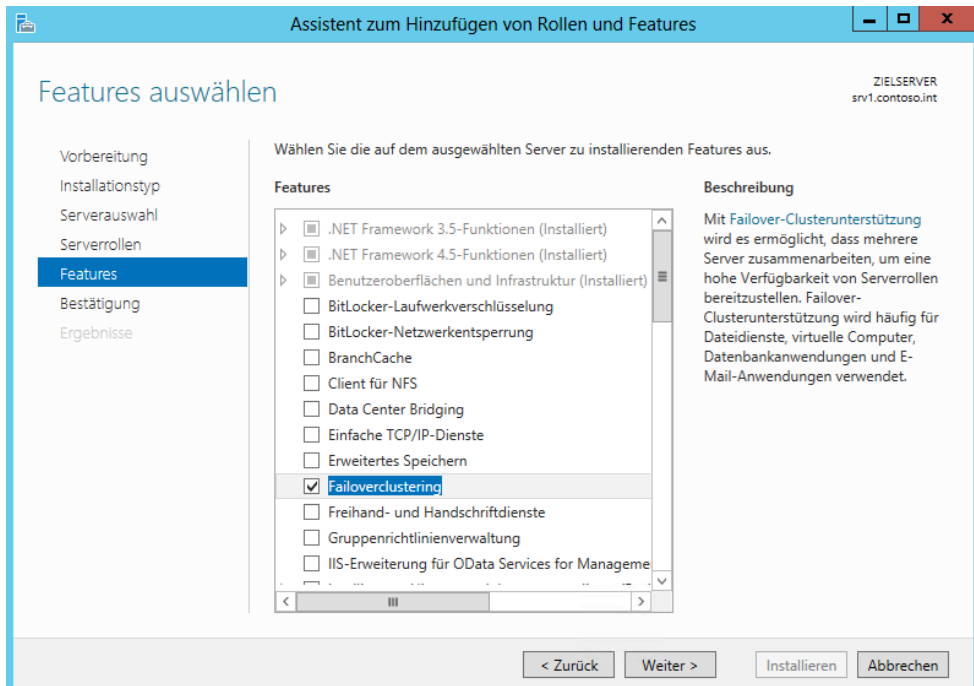 Assistent zum Hinzufügen von Rollen und Features
Features auswählen
ZIELSERVER
srv1.contoso.int
Vorbereitung
Installationstyp
Serverauswahl
Serverrollen
Features
Bestätigung
Ergebnisse
Wählen Sie die auf dem ausgewählten Server zu installierenden Features aus.
Features
.NET Framework 3.5-Funktionen (Installiert)
.NET Framework 4.5-Funktionen (Installiert)
Benutzeroberflächen und Infrastruktur (Installiert)
BitLocker-Laufwerkverschlüsselung
BitLocker-Netzwerkentsperrung
BranchCache
Client für NFS
Data Center Bridging
Einfache TCP/IP-Dienste
Erweitertes Speichern
Failoverclustering
Freihand- und Handschriftdienste
Gruppenrichtlinienverwaltung
IIS-Erweiterung für OData Services for Manageme
Beschreibung
Mit Failover-Clusterunterstützung
wird es ermöglicht, dass mehrere
Server zusammenarbeiten, um eine
hohe Verfügbarkeit von Serverrollen
bereitzustellen. Failover-
Clusterunterstützung wird häufig für
Dateidienste, virtuelle Computer,
Datenbankanwendungen und E-
Mail-Anwendungen verwendet.
< Zurück
Weiter >
Installieren
Abbrechen